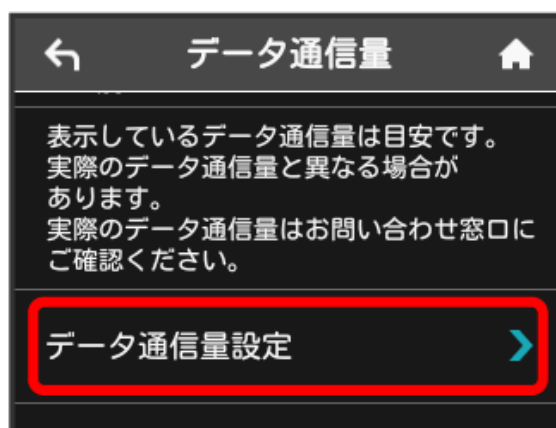 データ通信量
表示しているデータ通信量は目安です。
実際のデータ通信量と異なる場合が
あります。
実際のデータ通信量はお問い合わせ窓口に
ご確認ください。
データ通信量設定